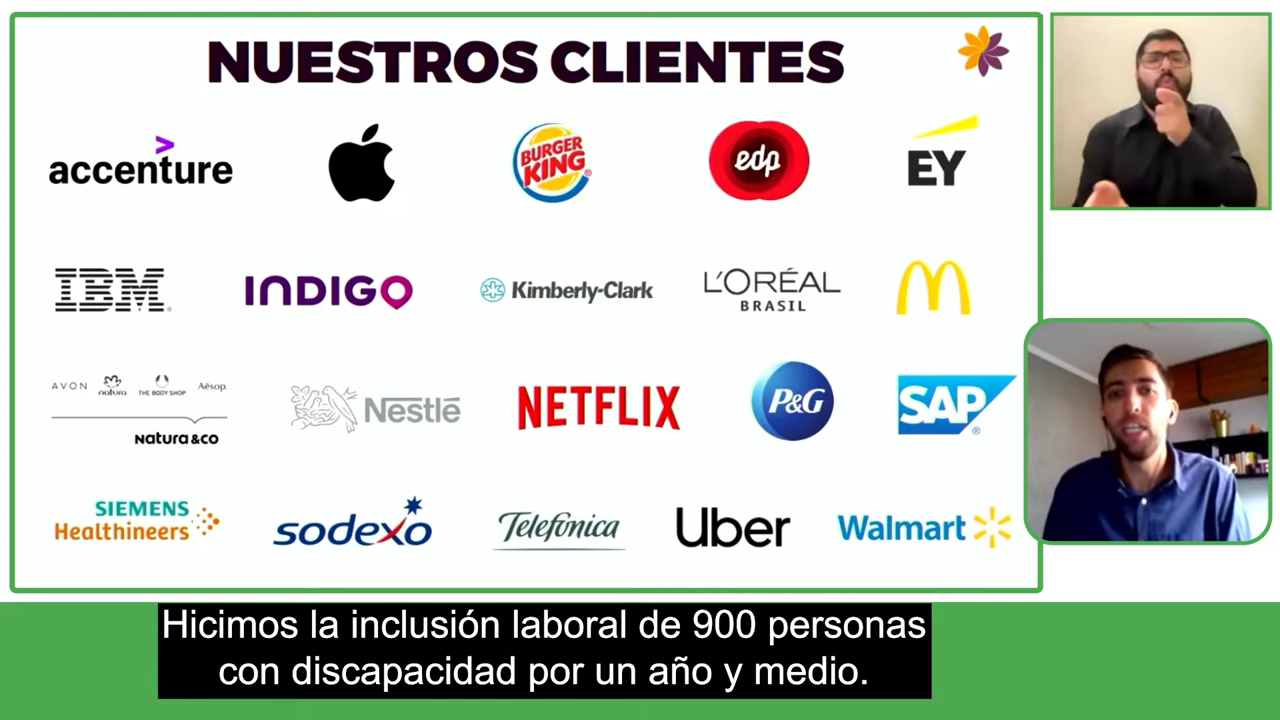 NUESTROS CLIENTES
accenture
BURGER
KING
edp
EY
IBM
INDIGO
Kimberly-Clark
L'ORÉAL
BRASIL
AVON natura THE BODY SHOP Aēsop.
natura &co
Nestlé
NETFLIX
P&G
SAP
SIEMENS
Healthineers
sodexo
Telefónica
Uber
Walmart
Hicimos la inclusión laboral de 900 personas
con discapacidad por un año y medio.